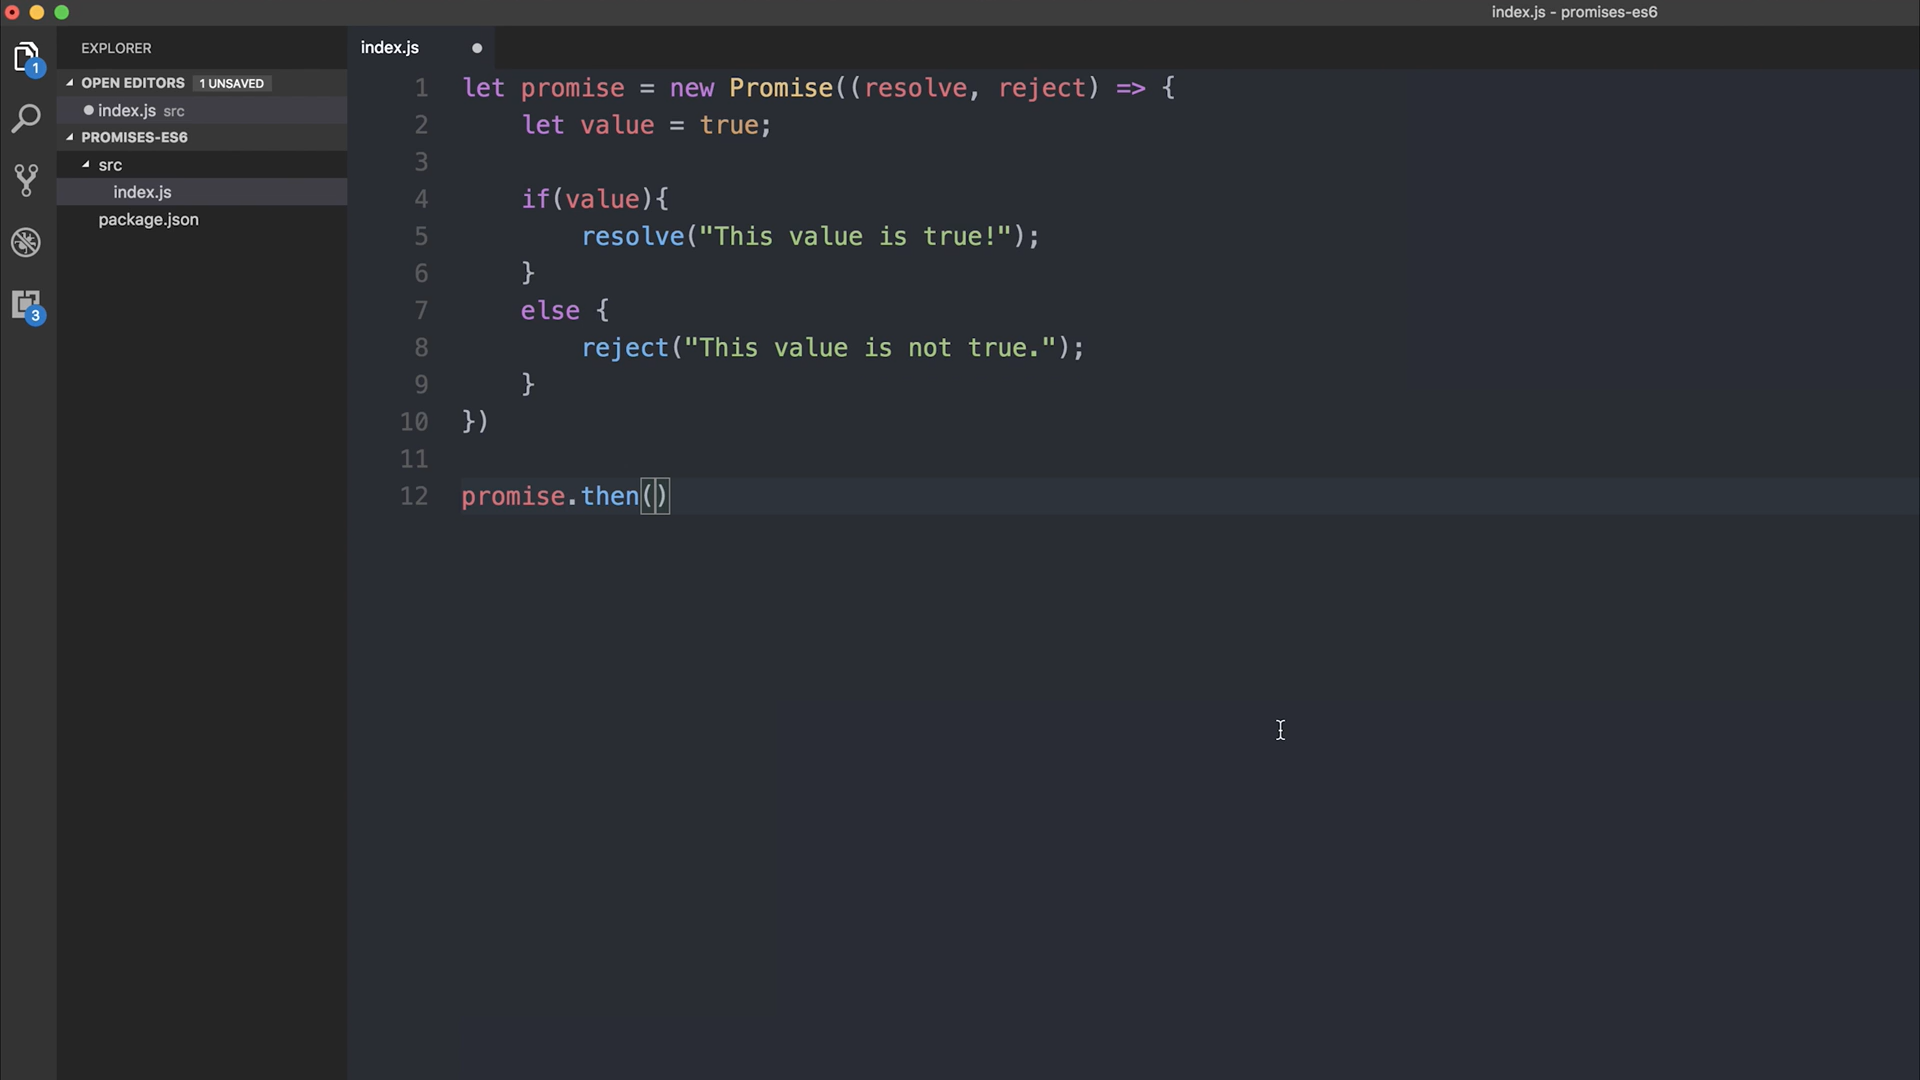 index.js - promises-es6
EXPLORER
OPEN EDITORS 1 UNSAVED
index.js src
PROMISES-ES6
src
index.js
package.json
1
3
index.js
1 let promise = new Promise((resolve, reject) => {
2     let value = true;
3
4     if(value){
5         resolve("This value is true!");
6     }
7     else {
8         reject("This value is not true.");
9     }
10 })
11
12 promise.then()